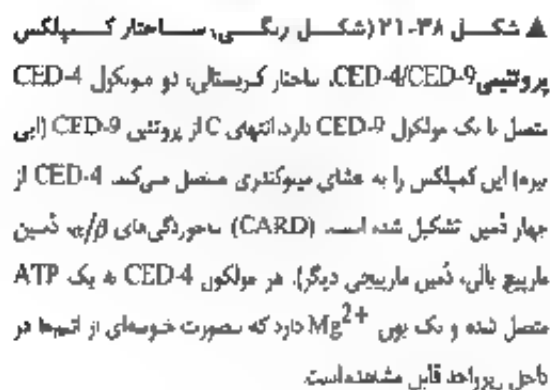 ▲ شکل ۳۸-۲۱ (شکل رنگی)، ساختار کمپلکس
پروتئینی CED-4/CED-9. ساختار کریستالی، دو مولکول CED-4
متصل با یک مولکول CED-9 دارد. انتهای C از پروتئین CED-9 (آبی
تیره) این کمپلکس را به غشای میتوکندری متصل می‌کند. CED-4 از
چهار دُمین تشکیل شده است. (CARD) تاخوردگی‌های α/β، دُمین
مارپیچ بالی، دُمین مارپیچی دیگر). هر مولکول CED-4 به یک ATP
متصل شده و یک یون Mg²⁺ دارد که بصورت خوشه‌ای از اتمها در
داخل زیرواحد قابل مشاهده است.